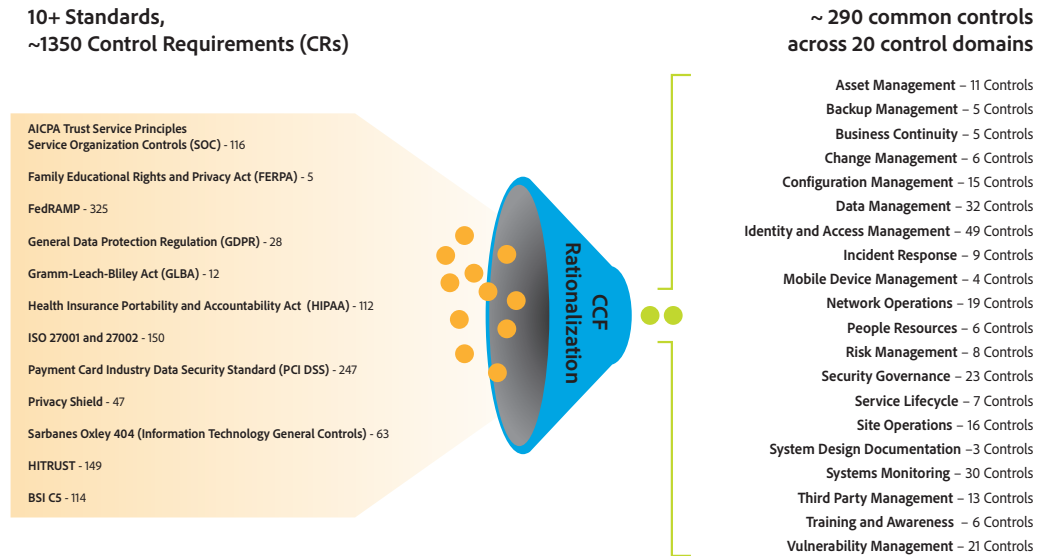 10+ Standards,
~1350 Control Requirements (CRs)
AICPA Trust Service Principles
Service Organization Controls (SOC) - 116
Family Educational Rights and Privacy Act (FERPA) - 5
FedRAMP - 325
General Data Protection Regulation (GDPR) - 28
Gramm-Leach-Bliley Act (GLBA) - 12
Health Insurance Portability and Accountability Act (HIPAA) - 112
ISO 27001 and 27002 - 150
Payment Card Industry Data Security Standard (PCI DSS) - 247
Privacy Shield - 47
Sarbanes Oxley 404 (Information Technology General Controls) - 63
HITRUST - 149
BSI C5 - 114
CCF
Rationalization
~ 290 common controls
across 20 control domains
Asset Management – 11 Controls
Backup Management – 5 Controls
Business Continuity – 5 Controls
Change Management – 6 Controls
Configuration Management – 15 Controls
Data Management – 32 Controls
Identity and Access Management – 49 Controls
Incident Response – 9 Controls
Mobile Device Management – 4 Controls
Network Operations – 19 Controls
People Resources – 6 Controls
Risk Management – 8 Controls
Security Governance – 23 Controls
Service Lifecycle – 7 Controls
Site Operations – 16 Controls
System Design Documentation –3 Controls
Systems Monitoring – 30 Controls
Third Party Management – 13 Controls
Training and Awareness – 6 Controls
Vulnerability Management – 21 Controls